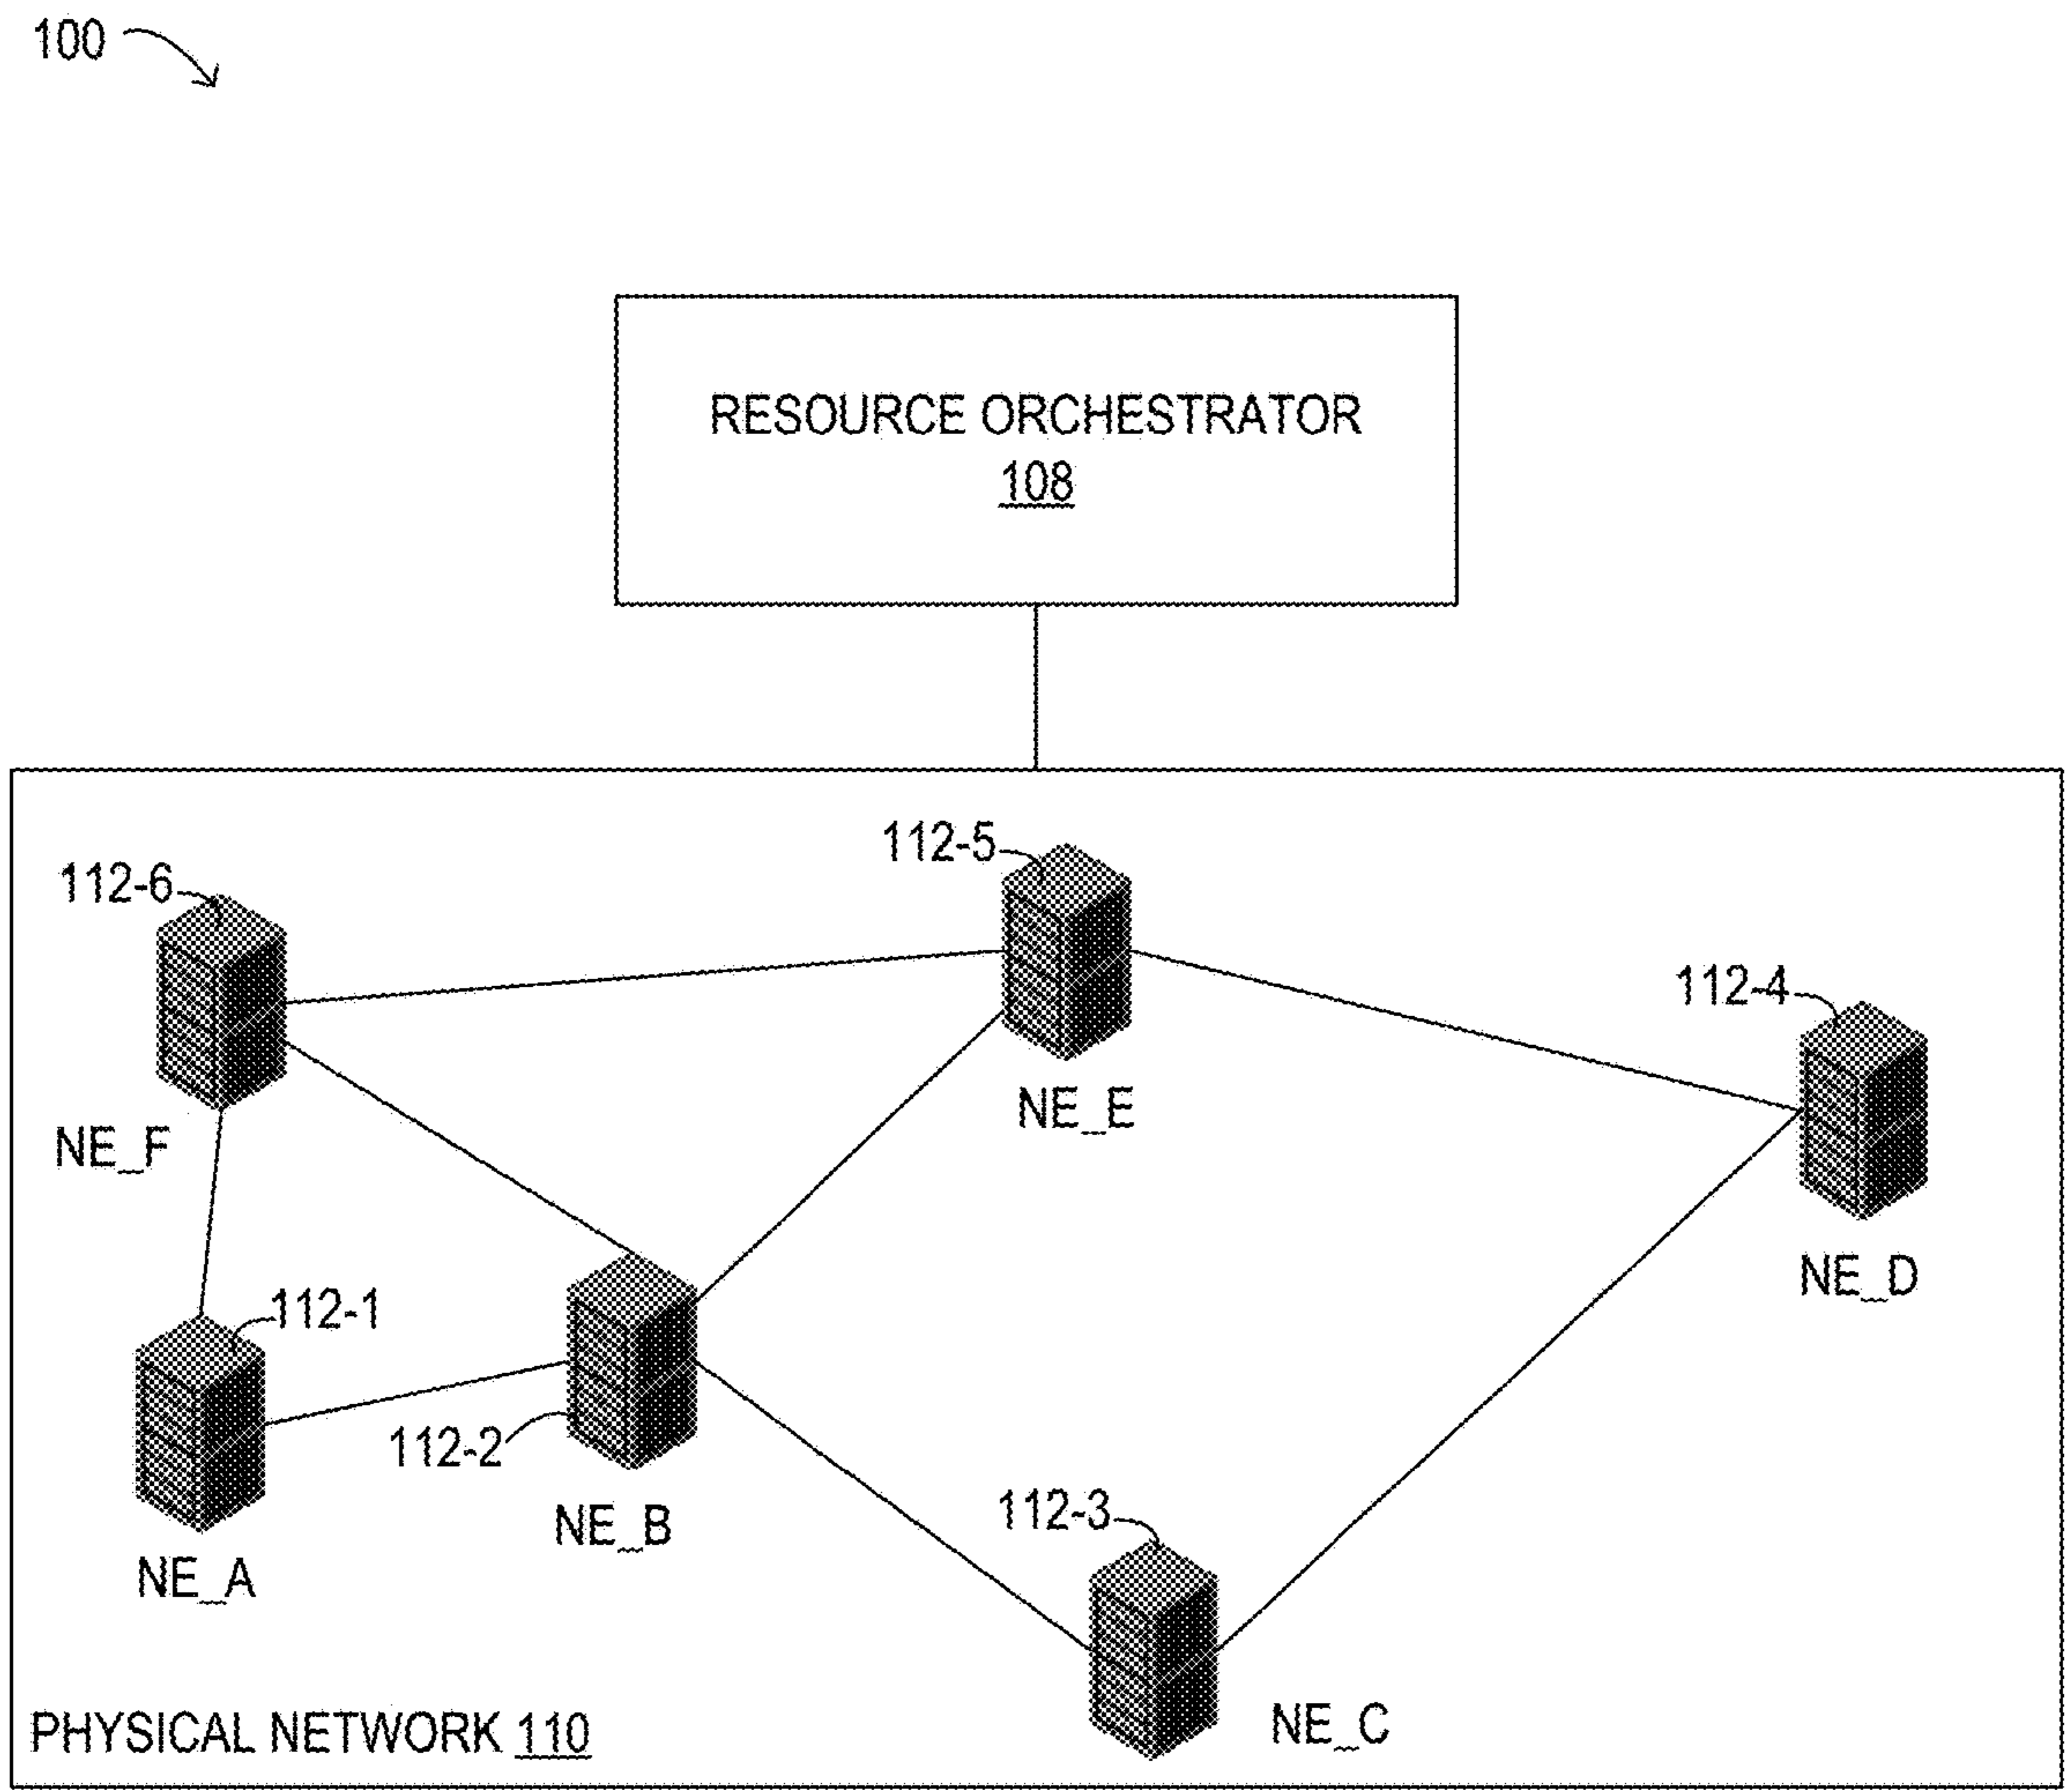 100
RESOURCE ORCHESTRATOR
108
112-5
112-6
112-4
NE_E
NE_F
NE_D
112-1
112-2
112-3
NE_B
NE_A
NE_C
PHYSICAL NETWORK 110